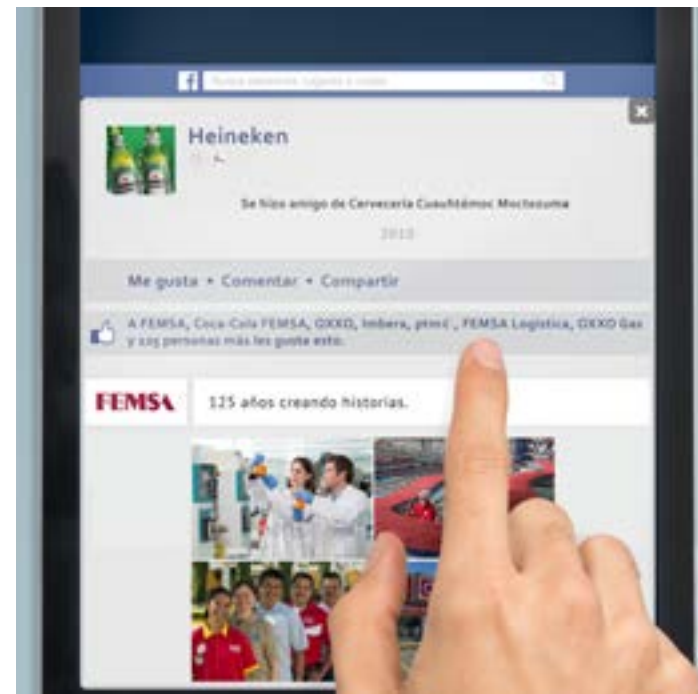 f
Heineken
Se hizo amigo de Cervecería Cuauhtémoc Moctezuma
2010
Me gusta • Comentar • Compartir
A FEMSA, Coca-Cola FEMSA, OXXO, Imbera, ptm, FEMSA Logística, OXXO Gas
y 125 personas más les gusta esto.
FEMSA
125 años creando historias.